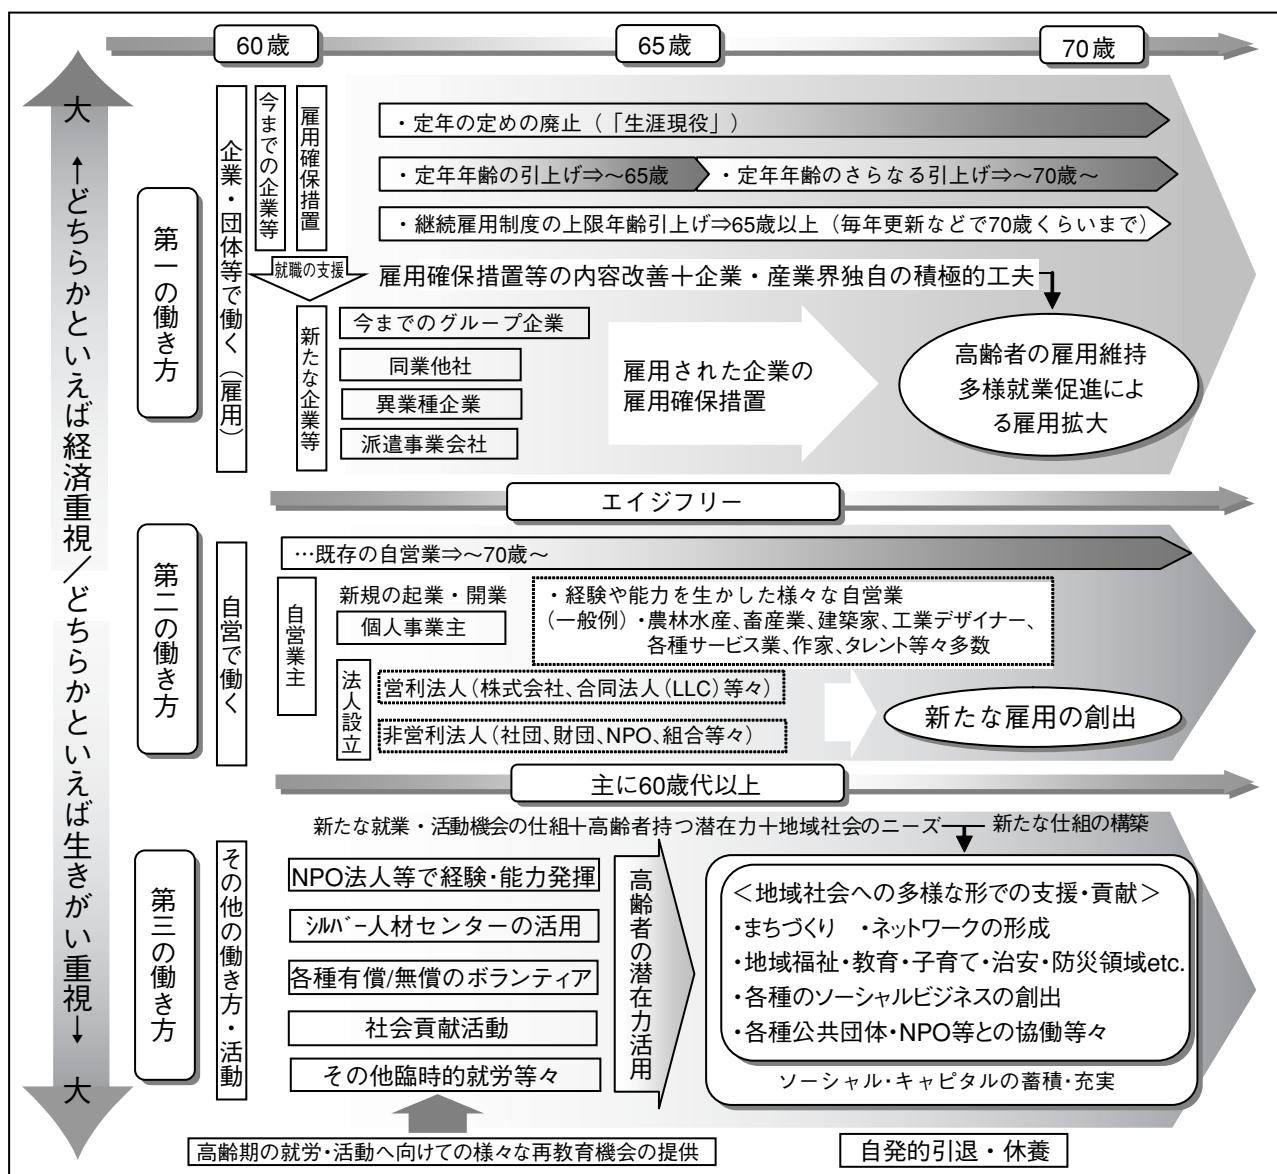 60歳
65歳
70歳
大
←どちらかといえば経済重視／どちらかといえば生きがい重視→
大
第一の働き方
企業・団体等で働く（雇用）
今までの企業等
雇用確保措置
・定年の定めの廃止（「生涯現役」）
・定年年齢の引上げ⇒～65歳
・定年年齢のさらなる引上げ⇒～70歳～
・継続雇用制度の上限年齢引上げ⇒65歳以上（毎年更新などで70歳くらいまで）
就職の支援
雇用確保措置等の内容改善＋企業・産業界独自の積極的工夫
新たな企業等
今までのグループ企業
同業他社
異業種企業
派遣事業会社
雇用された企業の
雇用確保措置
高齢者の雇用維持
多様就業促進によ
る雇用拡大
エイジフリー
第二の働き方
自営で働く
…既存の自営業⇒～70歳～
自営業主
新規の起業・開業
個人事業主
・経験や能力を生かした様々な自営業
（一般例）・農林水産、畜産業、建築家、工業デザイナー、
各種サービス業、作家、タレント等々多数
法人設立
営利法人（株式会社、合同法人（LLC）等々）
非営利法人（社団、財団、NPO、組合等々）
新たな雇用の創出
主に60歳代以上
第三の働き方
その他の働き方・活動
新たな就業・活動機会の仕組＋高齢者持つ潜在力＋地域社会のニーズ
新たな仕組の構築
NPO法人等で経験・能力発揮
ｼﾙﾊﾞｰ人材センターの活用
各種有償/無償のボランティア
社会貢献活動
その他臨時的就労等々
高齢者の潜在力活用
＜地域社会への多様な形での支援・貢献＞
・まちづくり ・ネットワークの形成
・地域福祉・教育・子育て・治安・防災領域etc.
・各種のソーシャルビジネスの創出
・各種公共団体・NPO等との協働等々
ソーシャル・キャピタルの蓄積・充実
高齢期の就労・活動へ向けての様々な再教育機会の提供
自発的引退・休養